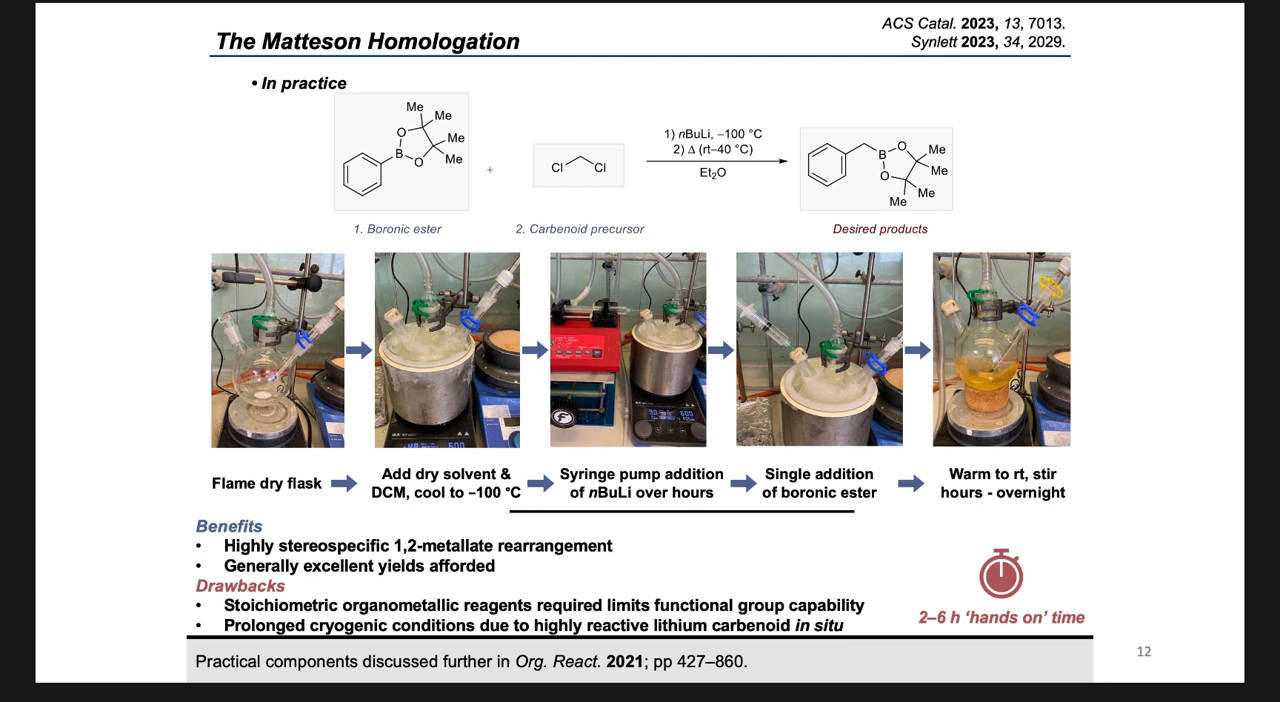 The Matteson Homologation
ACS Catal. 2023, 13, 7013.
Synlett 2023, 34, 2029.
• In practice
Me
Me
Me
Me
O
O
B
+
Cl
Cl
1) nBuLi, −100 °C
2) Δ (rt–40 °C)
Et₂O
B
O
O
Me
Me
Me
Me
1. Boronic ester
2. Carbenoid precursor
Desired products
600
600
Flame dry flask
Add dry solvent &
DCM, cool to −100 °C
Syringe pump addition
of nBuLi over hours
Single addition
of boronic ester
Warm to rt, stir
hours - overnight
Benefits
• Highly stereospecific 1,2-metallate rearrangement
• Generally excellent yields afforded
Drawbacks
• Stoichiometric organometallic reagents required limits functional group capability
• Prolonged cryogenic conditions due to highly reactive lithium carbenoid in situ
2–6 h ‘hands on’ time
Practical components discussed further in Org. React. 2021; pp 427–860.
12